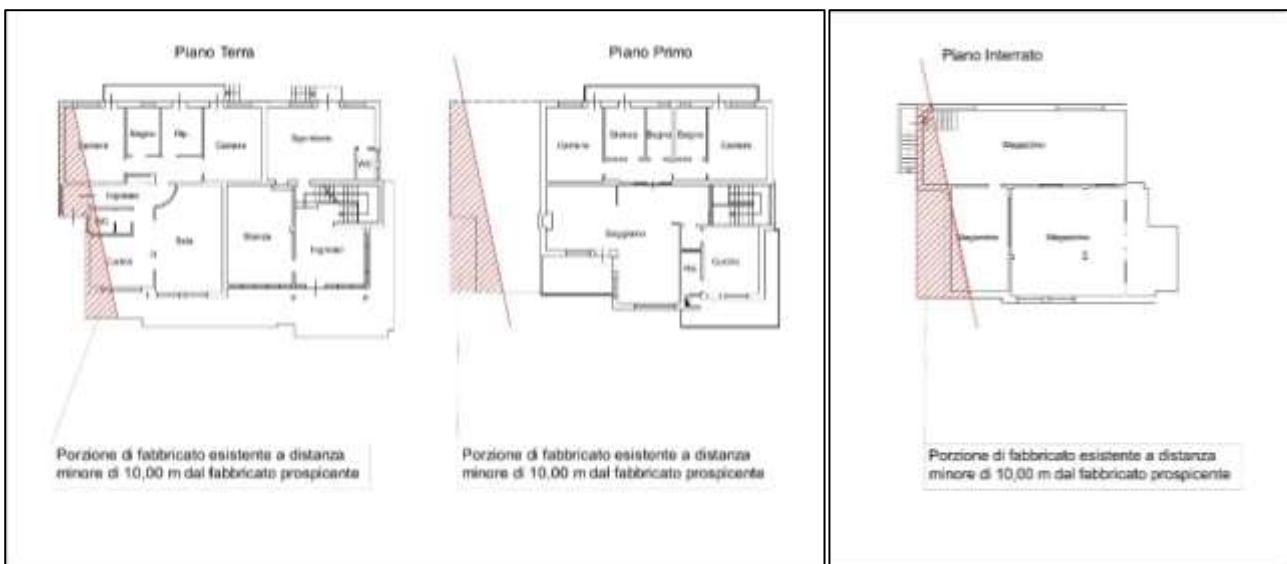 Piano Terra
Camera
Bagno
Rip.
Camera
WC
Ingresso
WC
Sala
Stanza
Ingresso
Cucina
Porzione di fabbricato esistente a distanza
minore di 10,00 m dal fabbricato prospicente
Piano Primo
Camera
Stanza
Bagno
Bagno
Camera
Soggiorno
Rip.
Cucina
Porzione di fabbricato esistente a distanza
minore di 10,00 m dal fabbricato prospicente
Piano Interrato
Magazzino
Magazzino
Magazzino
Porzione di fabbricato esistente a distanza
minore di 10,00 m dal fabbricato prospicente